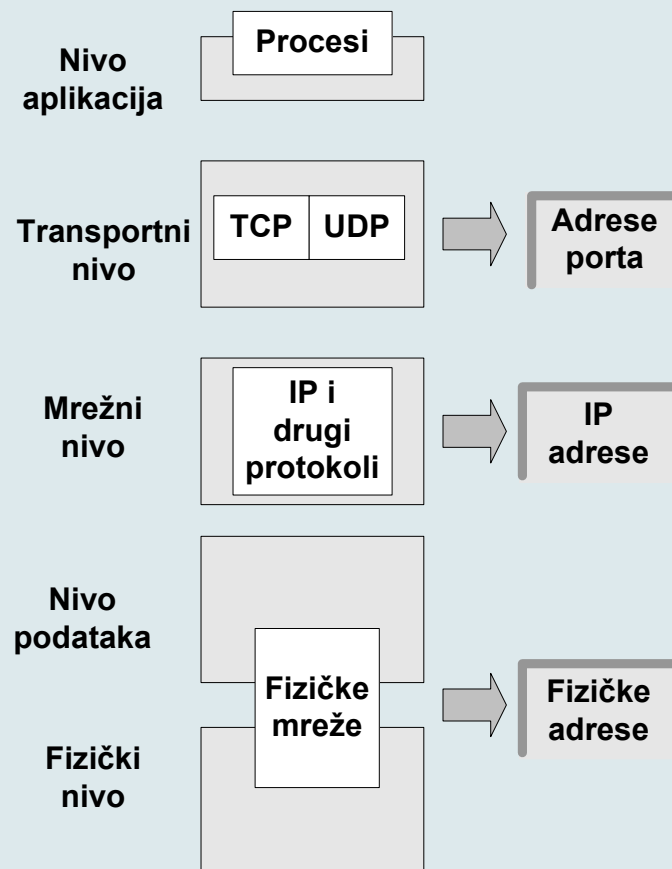 Procesi
Nivo
aplikacija
Transportni
nivo
TCP
UDP
Adrese
porta
Mrežni
nivo
IP i
drugi
protokoli
IP
adrese
Nivo
podataka
Fizičke
mreže
Fizičke
adrese
Fizički
nivo